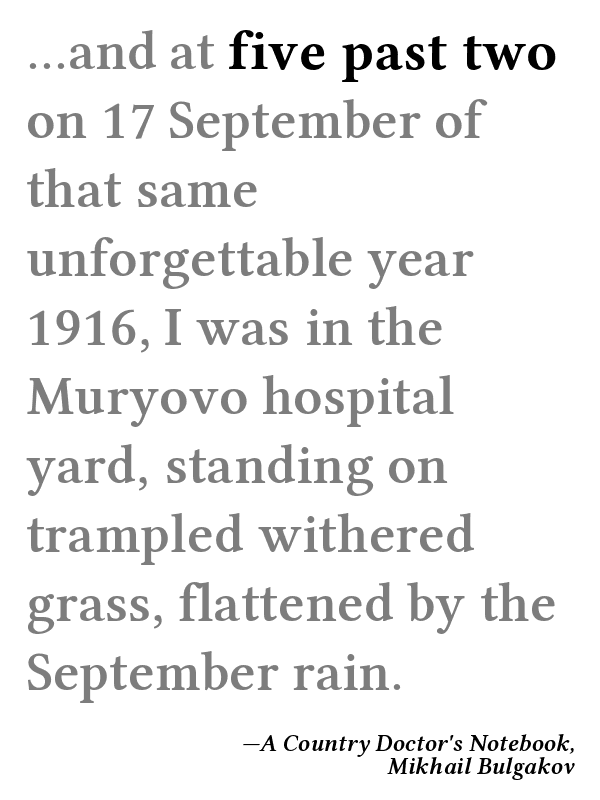 ...and at five past two
on 17 September of
that same
unforgettable year
1916, I was in the
Muryovo hospital
yard, standing on
trampled withered
grass, flattened by the
September rain.
—A Country Doctor's Notebook,
Mikhail Bulgakov